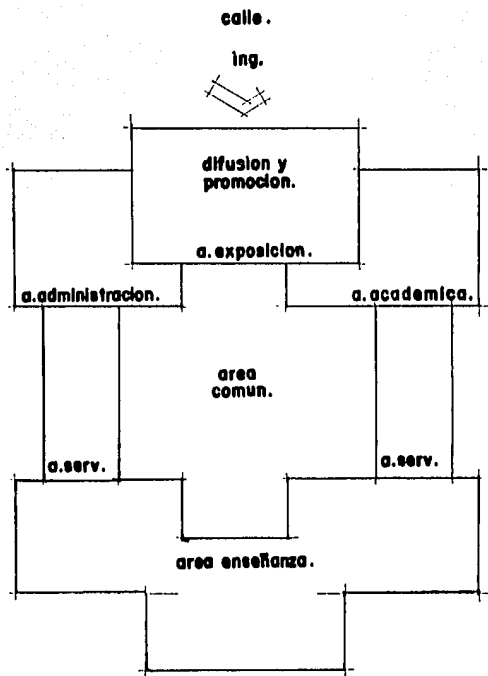 calle.
ing.
difusion y
promocion.
a. exposicion.
a. administracion.
a. academica.
area
comun.
a. serv.
a. serv.
area enseñanza.